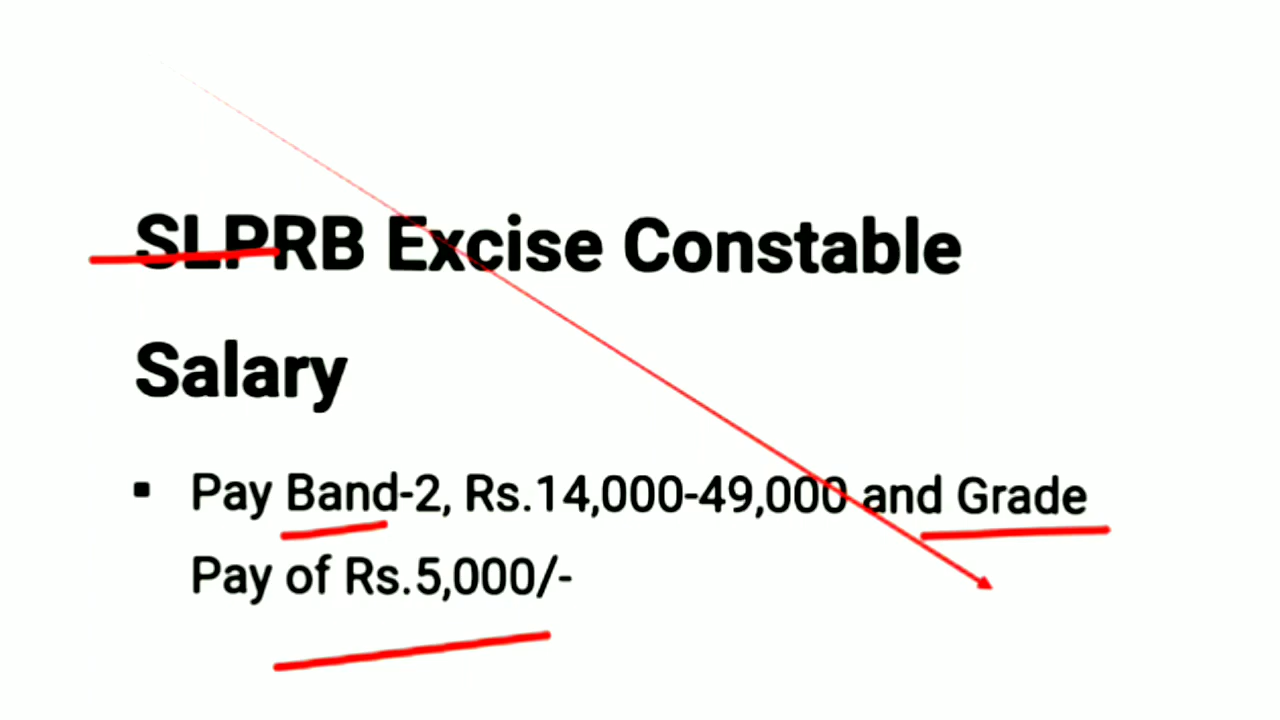 SLPRB Excise Constable
Salary
▪ Pay Band-2, Rs.14,000-49,000 and Grade
Pay of Rs.5,000/-